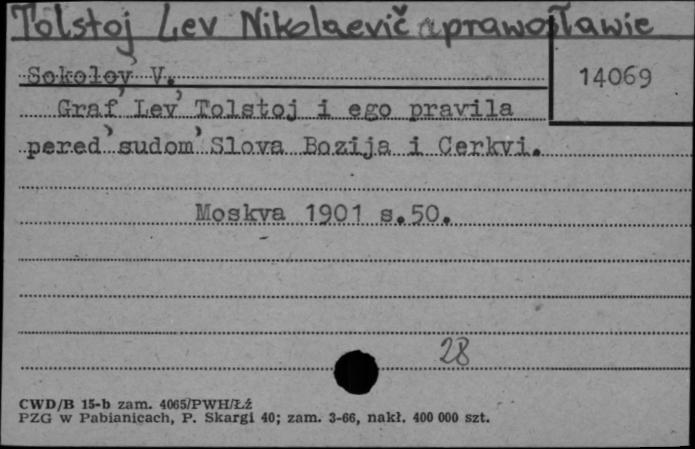 Tolstoj Lev Nikolaevič a prawosławie
Sokolov' V.
14069
Graf' Lev' Tolstoj i ego pravila
pered' sudom' Slova Bozija i Cerkvi.
Moskva 1901 s.50.
28
CWD/B 15-b zam. 4065/PWH/Łź
PZG w Pabianicach, P. Skargi 40; zam. 3-66, nakł. 400 000 szt.